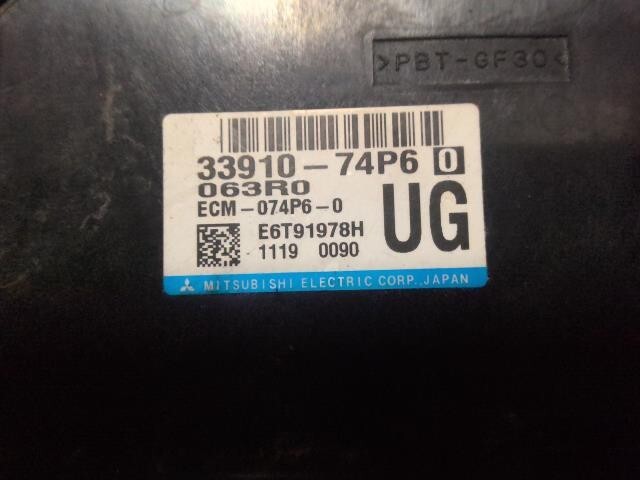 >PBT-GF30<
33910-74P6 0
063R0
ECM-074P6-0
E6T91978H
1119 0090
UG
MITSUBISHI ELECTRIC CORP., JAPAN